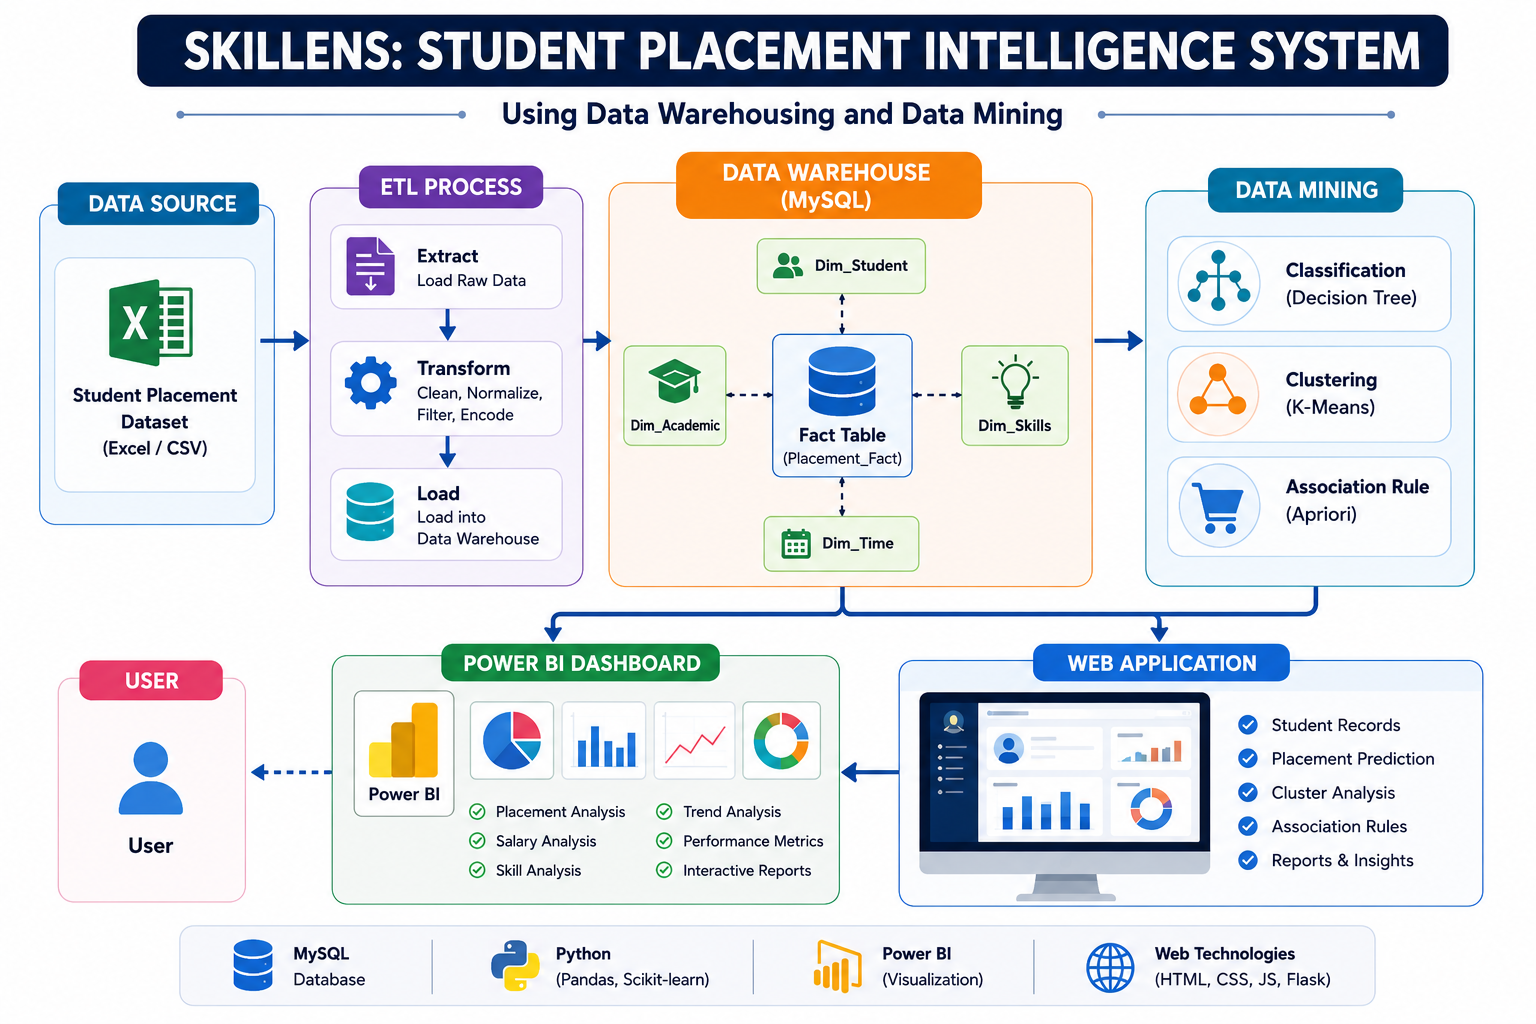 SKILLENS: STUDENT PLACEMENT INTELLIGENCE SYSTEM
Using Data Warehousing and Data Mining
DATA SOURCE
X
Student Placement
Dataset
(Excel / CSV)
ETL PROCESS
Extract
Load Raw Data
Transform
Clean, Normalize,
Filter, Encode
Load
Load into
Data Warehouse
DATA WAREHOUSE
(MySQL)
Dim_Student
Dim_Academic
Fact Table
(Placement_Fact)
Dim_Skills
Dim_Time
DATA MINING
Classification
(Decision Tree)
Clustering
(K-Means)
Association Rule
(Apriori)
USER
User
POWER BI DASHBOARD
Power BI
Placement Analysis
Salary Analysis
Skill Analysis
Trend Analysis
Performance Metrics
Interactive Reports
WEB APPLICATION
Student Records
Placement Prediction
Cluster Analysis
Association Rules
Reports & Insights
MySQL
Database
Python
(Pandas, Scikit-learn)
Power BI
(Visualization)
Web Technologies
(HTML, CSS, JS, Flask)